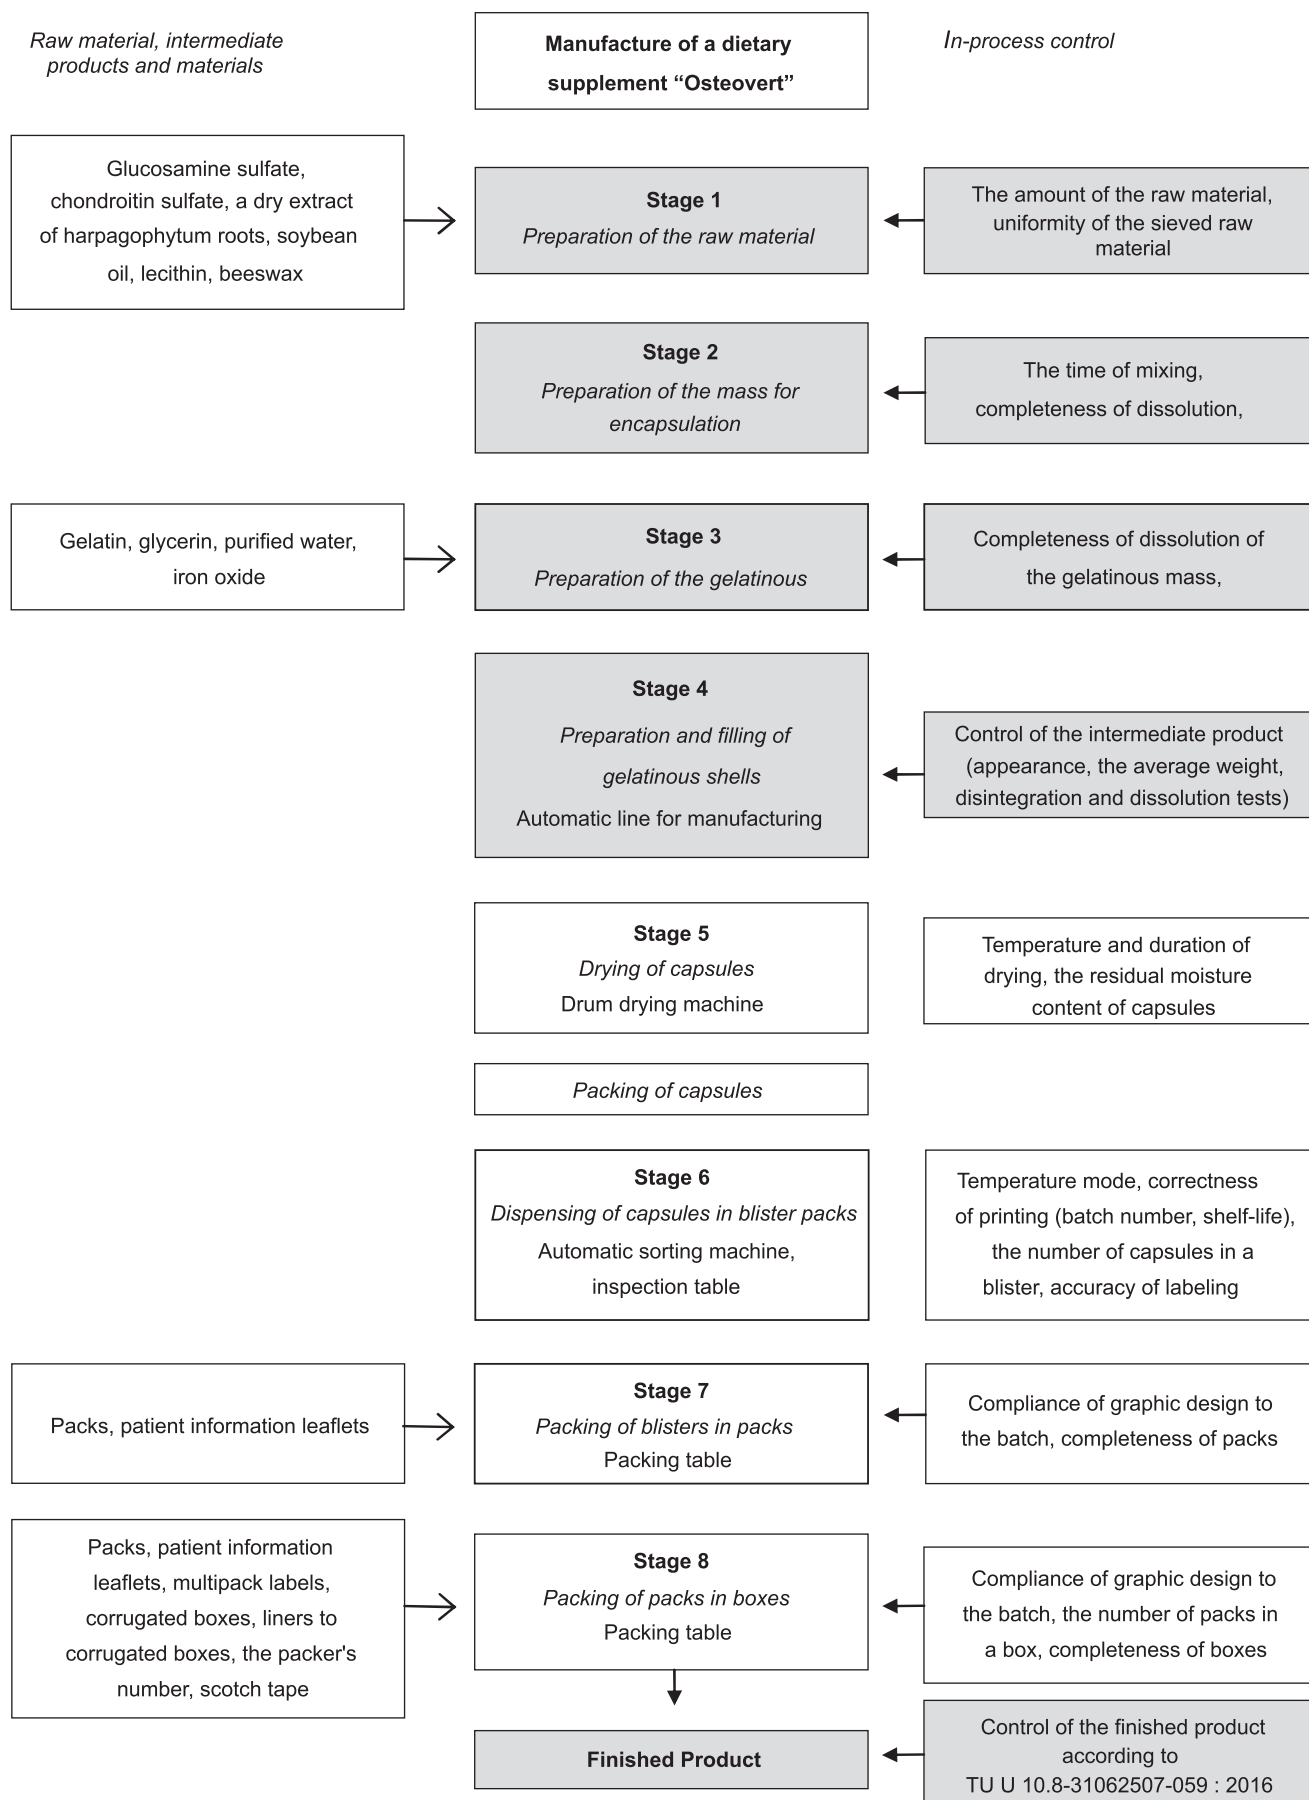 Raw material, intermediate
products and materials
Manufacture of a dietary
supplement “Osteovert”
In-process control
Glucosamine sulfate,
chondroitin sulfate, a dry extract
of harpagophytum roots, soybean
oil, lecithin, beeswax
Stage 1
Preparation of the raw material
The amount of the raw material,
uniformity of the sieved raw
material
Stage 2
Preparation of the mass for
encapsulation
The time of mixing,
completeness of dissolution,
Gelatin, glycerin, purified water,
iron oxide
Stage 3
Preparation of the gelatinous
Completeness of dissolution of
the gelatinous mass,
Stage 4
Preparation and filling of
gelatinous shells
Automatic line for manufacturing
Control of the intermediate product
(appearance, the average weight,
disintegration and dissolution tests)
Stage 5
Drying of capsules
Drum drying machine
Temperature and duration of
drying, the residual moisture
content of capsules
Packing of capsules
Stage 6
Dispensing of capsules in blister packs
Automatic sorting machine,
inspection table
Temperature mode, correctness
of printing (batch number, shelf-life),
the number of capsules in a
blister, accuracy of labeling
Packs, patient information leaflets
Stage 7
Packing of blisters in packs
Packing table
Compliance of graphic design to
the batch, completeness of packs
Packs, patient information
leaflets, multipack labels,
corrugated boxes, liners to
corrugated boxes, the packer's
number, scotch tape
Stage 8
Packing of packs in boxes
Packing table
Compliance of graphic design to
the batch, the number of packs in
a box, completeness of boxes
Finished Product
Control of the finished product
according to
TU U 10.8-31062507-059 : 2016